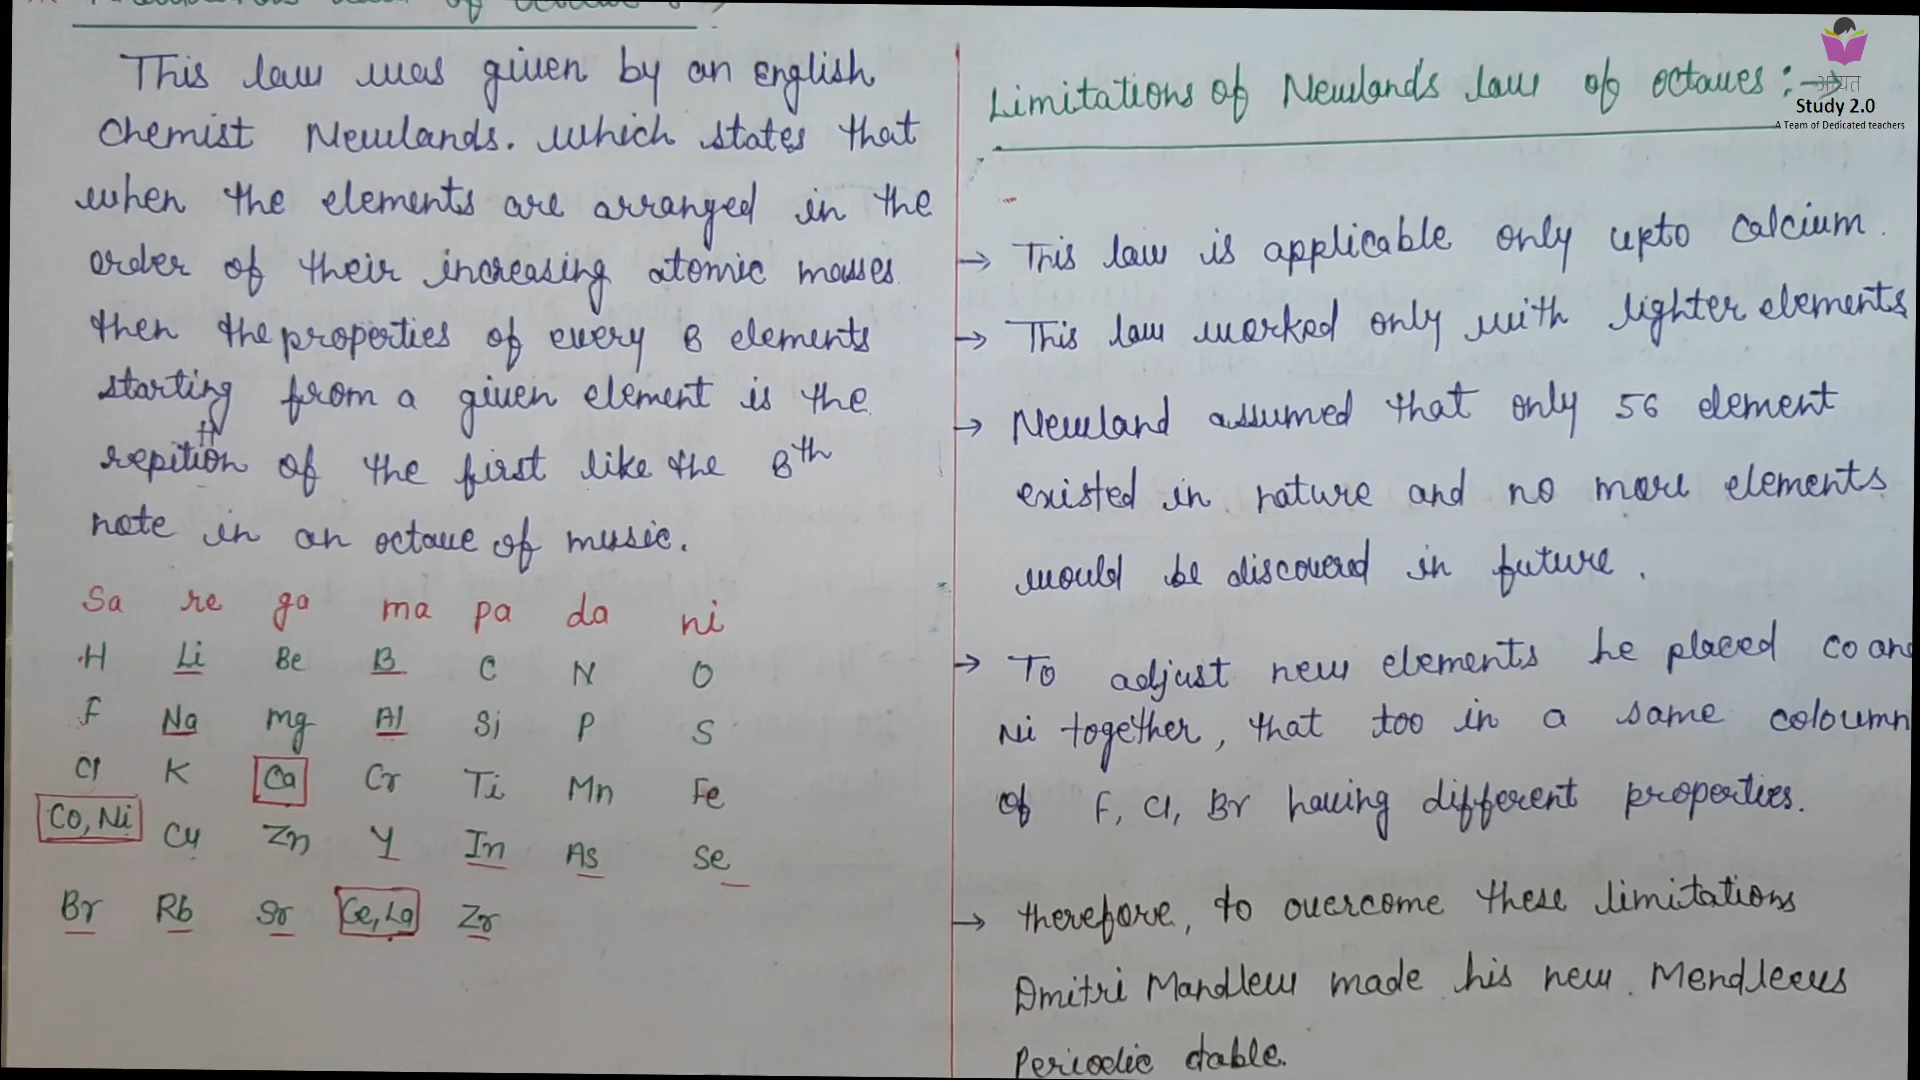 This law was given by an English
chemist Newlands. Which states that
when the elements are arranged in the
order of their increasing atomic masses
then the properties of every 8 elements
starting from a given element is the
repition of the first like the 8th
note in an octave of music.
Sa re ga ma pa da ni
H Li Be B C N O
F Na Mg Al Si P S
Cl K Ca Cr Ti Mn Fe
Co, Ni Cu Zn Y In As Se
Br Rb Sr Ce, La Zr
Limitations of Newlands law of octaves :→
→ This law is applicable only upto calcium.
→ This law worked only with lighter elements
→ Newland assumed that only 56 element
existed in nature and no more elements
would be discovered in future.
→ To adjust new elements he placed Co and
Ni together, that too in a same coloumn
of F, Cl, Br having different properties.
→ therefore, to overcome these limitations
Dmitri Mandlew made his new. Mendleevs
Periodic table.
अध्ययत
Study 2.0
A Team of Dedicated teachers